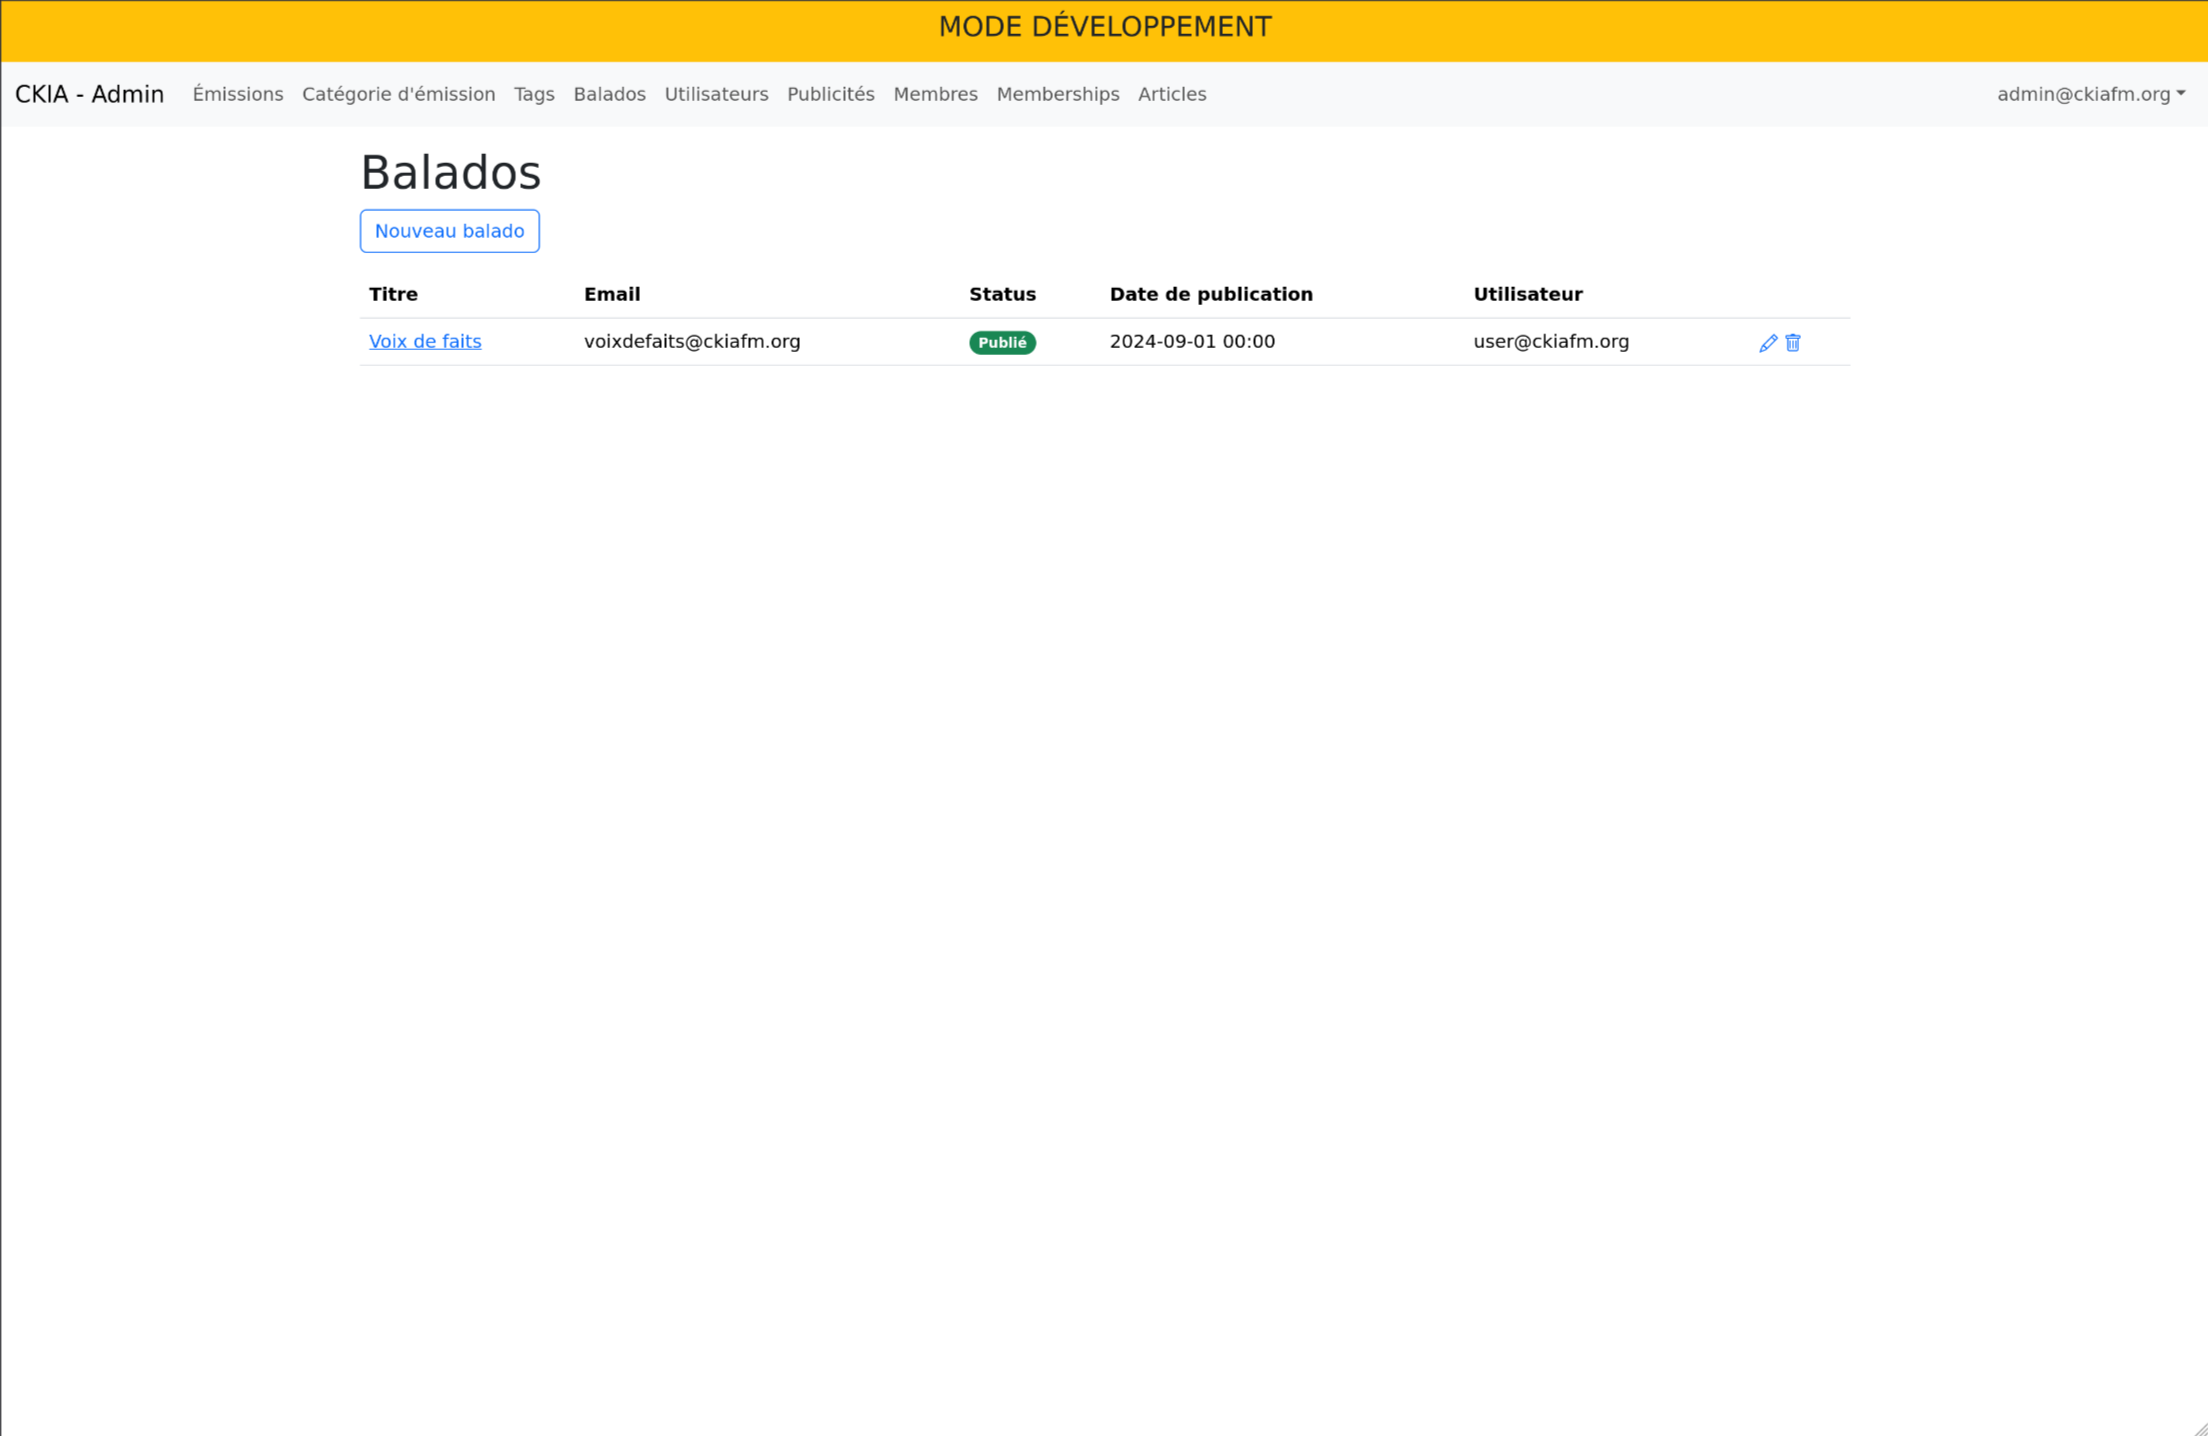 MODE DÉVELOPPEMENT
CKIA - Admin Émissions Catégorie d'émission Tags Balados Utilisateurs Publicités Membres Memberships Articles admin@ckiafm.org
Balados
Nouveau balado
Titre Email Status Date de publication Utilisateur
Voix de faits voixdefaits@ckiafm.org Publié 2024-09-01 00:00 user@ckiafm.org